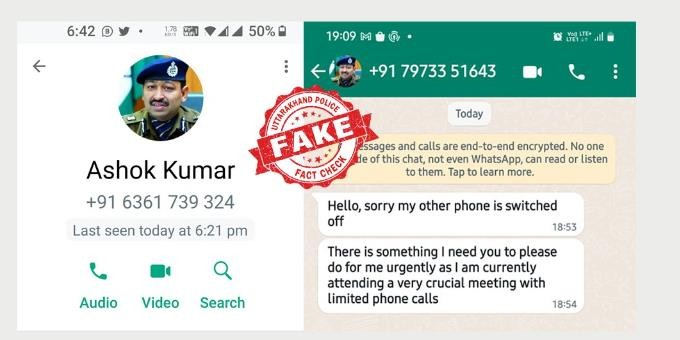 6:42
50%
Ashok Kumar
+91 6361 739 324
Last seen today at 6:21 pm
Audio Video Search
UTTARAKHAND POLICE
FAKE
FACT CHECK
19:09
+91 79733 51643
Today
ssages and calls are end-to-end encrypted. No one
de of this chat, not even WhatsApp, can read or listen
to them. Tap to learn more.
Hello, sorry my other phone is switched
off
18:53
There is something I need you to please
do for me urgently as I am currently
attending a very crucial meeting with
limited phone calls
18:54